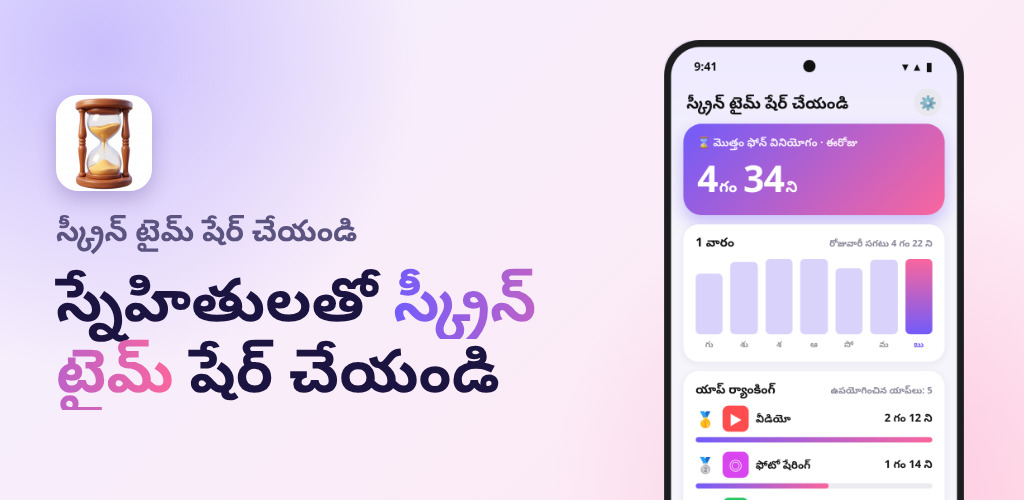 స్క్రీన్ టైమ్ షేర్ చేయండి
స్నేహితులతో స్క్రీన్
టైమ్ షేర్ చేయండి
9:41
స్క్రీన్ టైమ్ షేర్ చేయండి
మొత్తం ఫోన్ వినియోగం · ఈరోజు
4గం 34ని
1 వారం
రోజువారీ సగటు 4 గం 22 ని
గు శు శ ఆ సో మ బు
యాప్ ర్యాంకింగ్
ఉపయోగించిన యాప్‌లు: 5
వీడియో
2 గం 12 ని
ఫోటో షేరింగ్
1 గం 14 ని